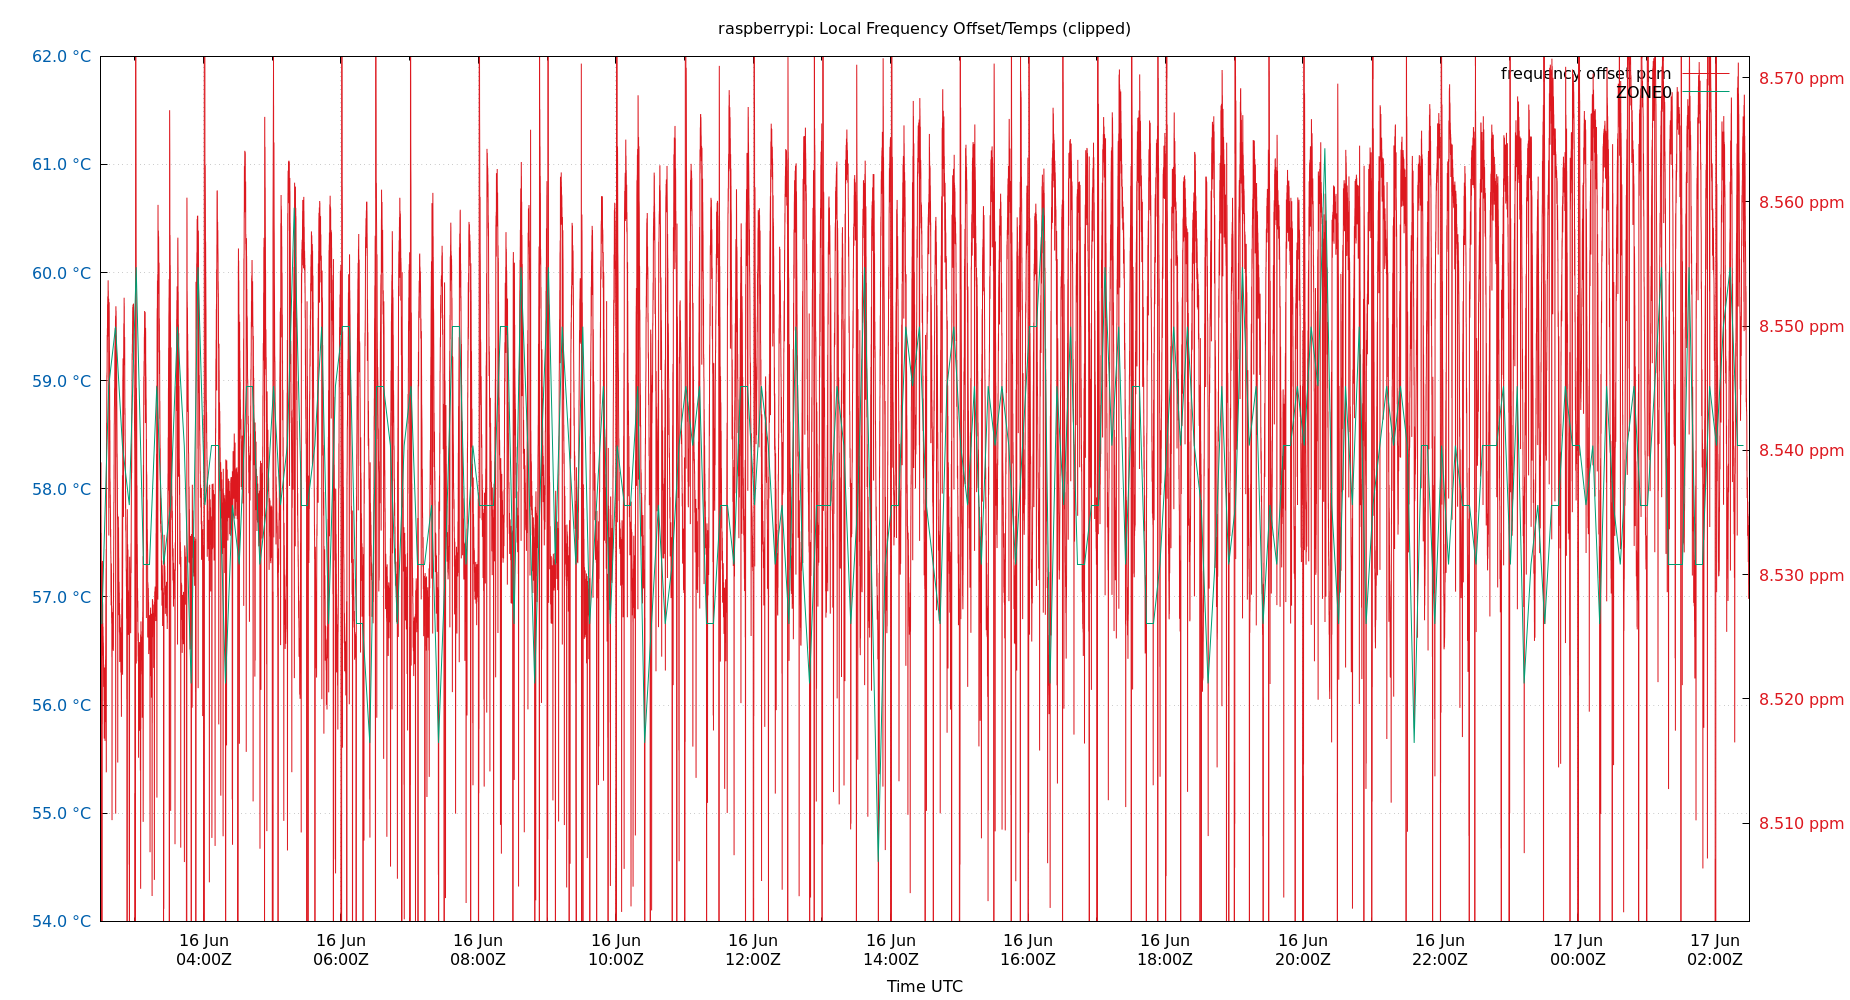 raspberrypi: Local Frequency Offset/Temps (clipped)
frequency offset ppm
ZONE0
62.0 °C
61.0 °C
60.0 °C
59.0 °C
58.0 °C
57.0 °C
56.0 °C
55.0 °C
54.0 °C
8.570 ppm
8.560 ppm
8.550 ppm
8.540 ppm
8.530 ppm
8.520 ppm
8.510 ppm
16 Jun 16 Jun 16 Jun 16 Jun 16 Jun 16 Jun 16 Jun 16 Jun 16 Jun 16 Jun 17 Jun 17 Jun
04:00Z 06:00Z 08:00Z 10:00Z 12:00Z 14:00Z 16:00Z 18:00Z 20:00Z 22:00Z 00:00Z 02:00Z
Time UTC